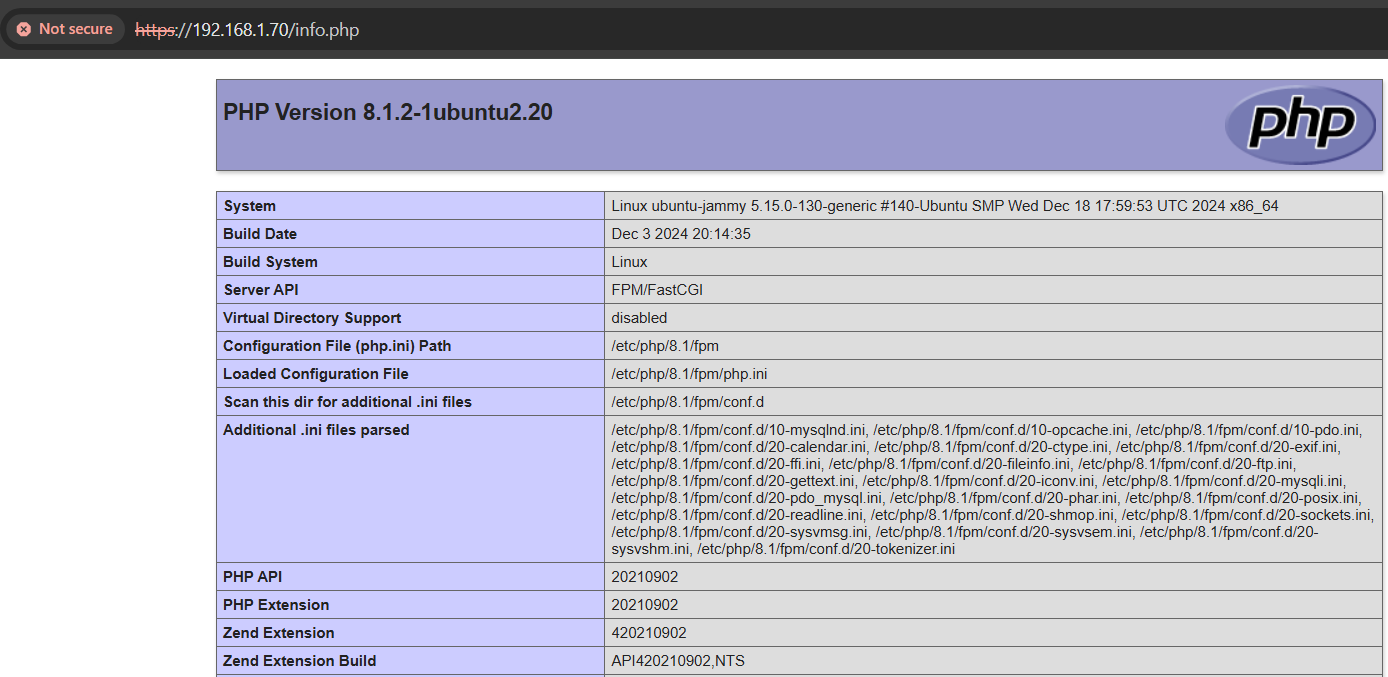 Not secure https://192.168.1.70/info.php
PHP Version 8.1.2-1ubuntu2.20
php
System Linux ubuntu-jammy 5.15.0-130-generic #140-Ubuntu SMP Wed Dec 18 17:59:53 UTC 2024 x86_64
Build Date Dec 3 2024 20:14:35
Build System Linux
Server API FPM/FastCGI
Virtual Directory Support disabled
Configuration File (php.ini) Path /etc/php/8.1/fpm
Loaded Configuration File /etc/php/8.1/fpm/php.ini
Scan this dir for additional .ini files /etc/php/8.1/fpm/conf.d
Additional .ini files parsed /etc/php/8.1/fpm/conf.d/10-mysqlnd.ini, /etc/php/8.1/fpm/conf.d/10-opcache.ini, /etc/php/8.1/fpm/conf.d/10-pdo.ini,
/etc/php/8.1/fpm/conf.d/20-calendar.ini, /etc/php/8.1/fpm/conf.d/20-ctype.ini, /etc/php/8.1/fpm/conf.d/20-exif.ini,
/etc/php/8.1/fpm/conf.d/20-ffi.ini, /etc/php/8.1/fpm/conf.d/20-fileinfo.ini, /etc/php/8.1/fpm/conf.d/20-ftp.ini,
/etc/php/8.1/fpm/conf.d/20-gettext.ini, /etc/php/8.1/fpm/conf.d/20-iconv.ini, /etc/php/8.1/fpm/conf.d/20-mysqli.ini,
/etc/php/8.1/fpm/conf.d/20-pdo_mysql.ini, /etc/php/8.1/fpm/conf.d/20-phar.ini, /etc/php/8.1/fpm/conf.d/20-posix.ini,
/etc/php/8.1/fpm/conf.d/20-readline.ini, /etc/php/8.1/fpm/conf.d/20-shmop.ini, /etc/php/8.1/fpm/conf.d/20-sockets.ini,
/etc/php/8.1/fpm/conf.d/20-sysvmsg.ini, /etc/php/8.1/fpm/conf.d/20-sysvsem.ini, /etc/php/8.1/fpm/conf.d/20-
sysvshm.ini, /etc/php/8.1/fpm/conf.d/20-tokenizer.ini
PHP API 20210902
PHP Extension 20210902
Zend Extension 420210902
Zend Extension Build API420210902,NTS